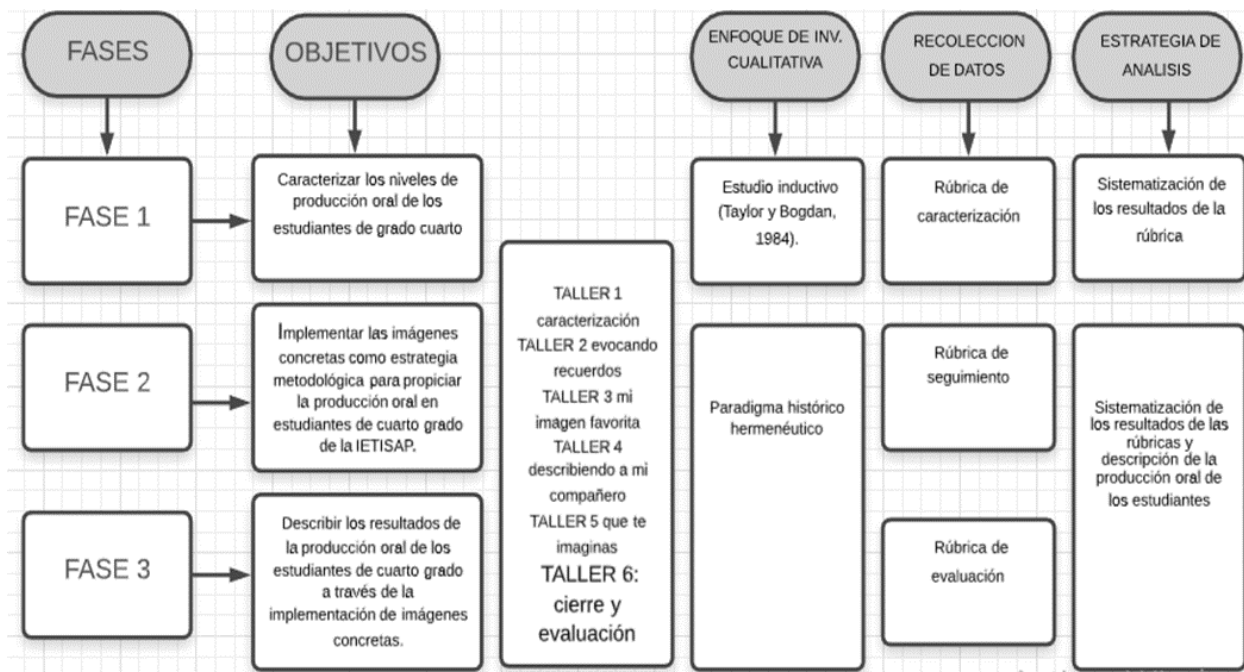 FASES
OBJETIVOS
ENFOQUE DE INV.
CUALITATIVA
RECOLECCION
DE DATOS
ESTRATEGIA DE
ANALISIS
FASE 1
Caracterizar los niveles de
producción oral de los
estudiantes de grado cuarto
Estudio inductivo
(Taylor y Bogdan,
1984).
Rúbrica de
caracterización
Sistematización de
los resultados de la
rúbrica
FASE 2
Implementar las imágenes
concretas como estrategia
metodológica para propiciar
la producción oral en
estudiantes de cuarto grado
de la IETISAP.
FASE 3
Describir los resultados de
la producción oral de los
estudiantes de cuarto grado
a través de la
implementación de imágenes
concretas.
TALLER 1
caracterización
TALLER 2 evocando
recuerdos
TALLER 3 mi
imagen favorita
TALLER 4
describiendo a mi
compañero
TALLER 5 que te
imaginas
TALLER 6:
cierre y
evaluación
Paradigma histórico
hermenéutico
Rúbrica de
seguimiento
Rúbrica de
evaluación
Sistematización de
los resultados de las
rúbricas y
descripción de la
producción oral de
los estudiantes